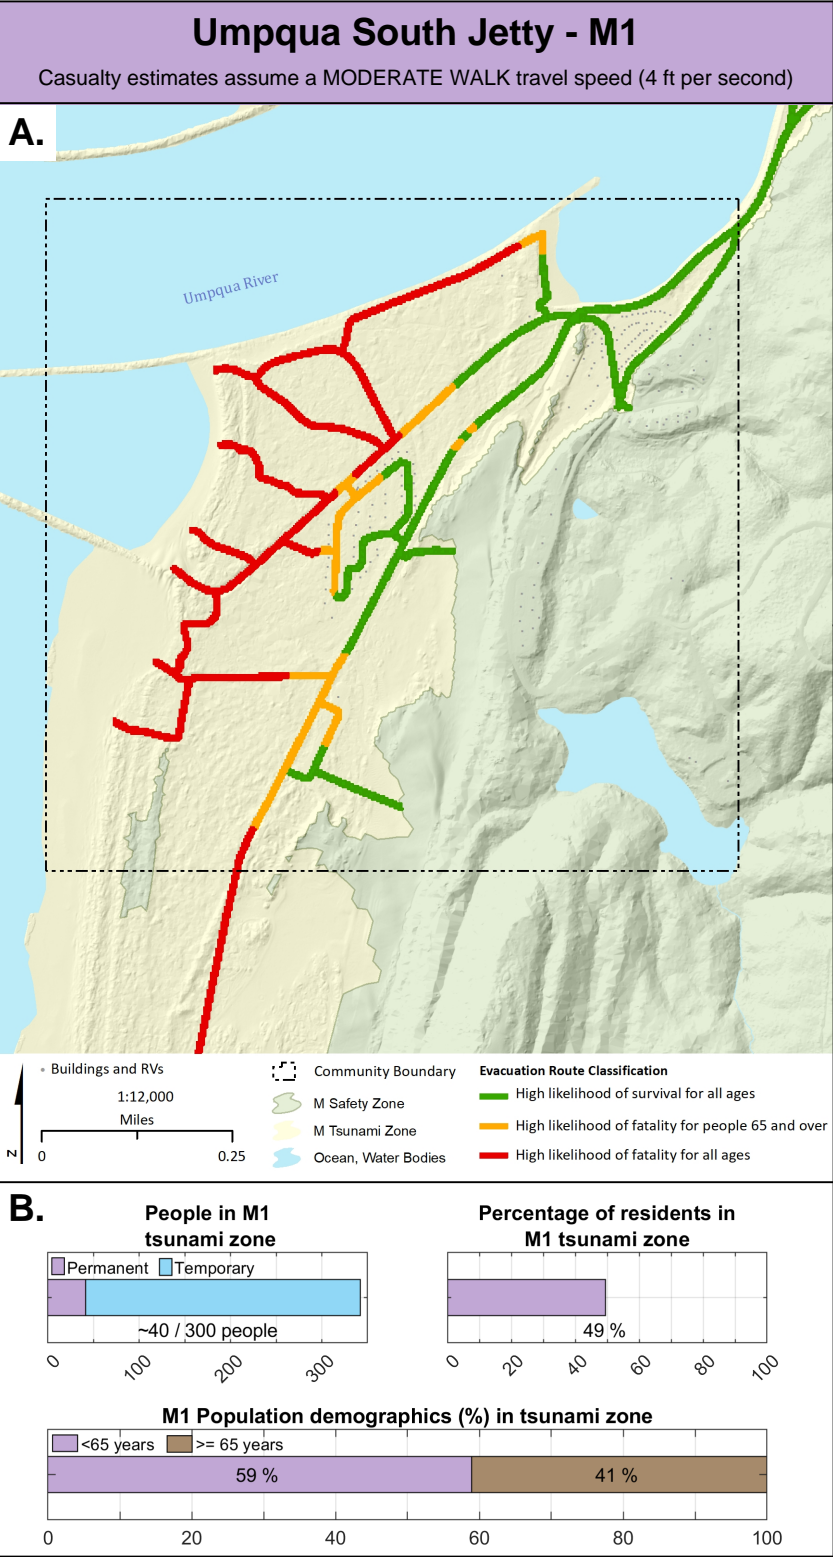 Umpqua South Jetty - M1
Casualty estimates assume a MODERATE WALK travel speed (4 ft per second)
A.
Umpqua River
Buildings and RVs
1:12,000
Miles
0 0.25
N
Community Boundary
M Safety Zone
M Tsunami Zone
Ocean, Water Bodies
Evacuation Route Classification
High likelihood of survival for all ages
High likelihood of fatality for people 65 and over
High likelihood of fatality for all ages
B.
People in M1
tsunami zone
Permanent Temporary
~40 / 300 people
0 100 200 300
Percentage of residents in
M1 tsunami zone
49 %
0 20 40 60 80 100
M1 Population demographics (%) in tsunami zone
<65 years >= 65 years
59 % 41 %
0 20 40 60 80 100